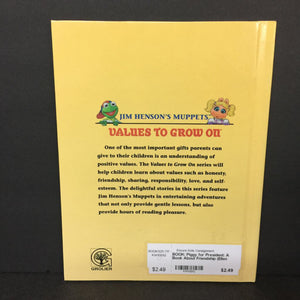 JIM HENSON'S MUPPETS
VALUES TO GROW ON
One of the most important gifts parents can
give to their children is an understanding of
positive values. The Values to Grow On series
will help children learn about values such as honesty,
friendship, sharing, responsibility, love, and self-
esteem. The delightful stories in this series feature
Jim Henson's Muppets in entertaining adventures
that not only provide gentle lessons, but also
provide hours of reading pleasure.
GROLIER
$2.49
BOOK: Piggy for President: A
Book About Friendship
$2.49